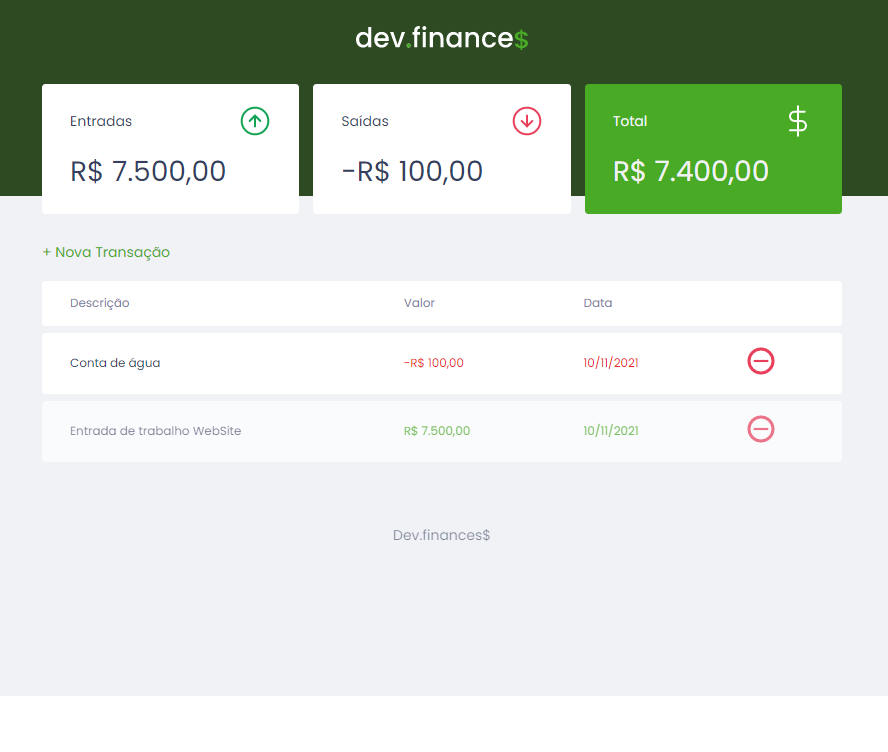 dev.finance$
Entradas
R$ 7.500,00
Saídas
-R$ 100,00
Total
R$ 7.400,00
+ Nova Transação
Descrição Valor Data
Conta de água -R$ 100,00 10/11/2021
Entrada de trabalho WebSite R$ 7.500,00 10/11/2021
Dev.finances$